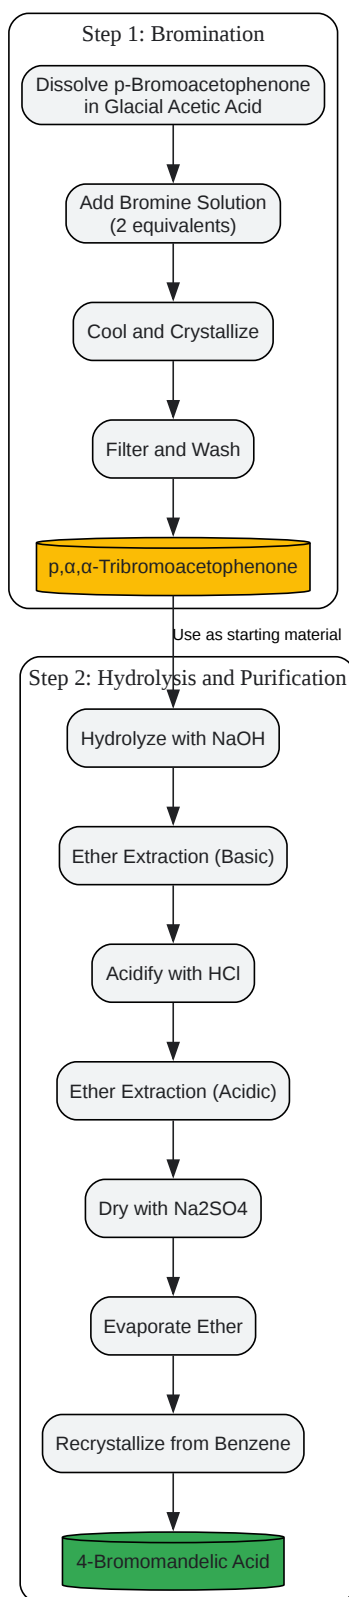 Step 1: Bromination
Dissolve p-Bromoacetophenone
in Glacial Acetic Acid
Add Bromine Solution
(2 equivalents)
Cool and Crystallize
Filter and Wash
p,α,α-Tribromoacetophenone
Use as starting material
Step 2: Hydrolysis and Purification
Hydrolyze with NaOH
Ether Extraction (Basic)
Acidify with HCl
Ether Extraction (Acidic)
Dry with Na2SO4
Evaporate Ether
Recrystallize from Benzene
4-Bromomandelic Acid